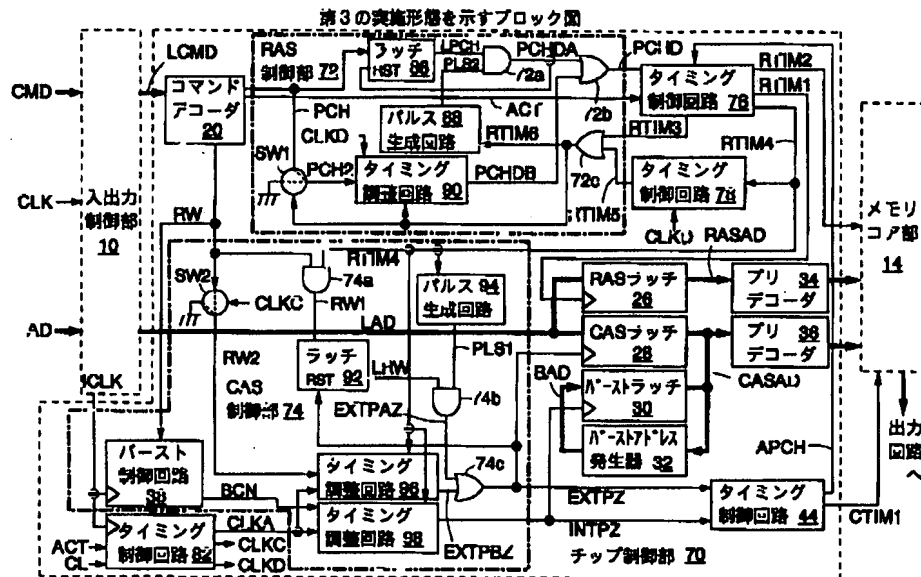 第3の実施形態を示すブロック図
CMD
CLK
AD
入出力
制御部
10
LCMD
コマンド
デコーダ
20
RAS
制御部 72
PCH
CLKD
SW1
PCH2
ラッチ
RST 86
LPCH
PLS2
72a
PCHDA
ACT
パルス 88
生成回路
RTIM6
タイミング
調整回路
90
PCHDB
72b
PCHD
72c
RTIM5
タイミング
制御回路
76
RTIM2
RTIM1
RTIM3
RTIM4
タイミング
制御回路
78
CLKD
メモリ
コア部
14
RW
SW2
CLKC
RW2
74a
RW1
RTIM4
LAD
ラッチ
RST 92
LRW
パルス 94
生成回路
PLS1
74b
CAS
制御部 74
EXTPAZ
74c
RASラッチ
26
CASラッチ
28
バーストラッチ
30
バーストアドレス
発生器 32
BAD
RASAD
プリ 34
デコーダ
プリ 36
デコーダ
CASAD
APCH
出力
回路
へ
ICLK
バースト
制御回路
38
BCN
タイミング
調整回路 96
タイミング
調整回路 98
EXTPBZ
EXTPZ
INTPZ
タイミング
制御回路 44
CTIM1
ACT
CL
タイミング
制御回路 82
CLKA
CLKC
CLKD
チップ制御部 70